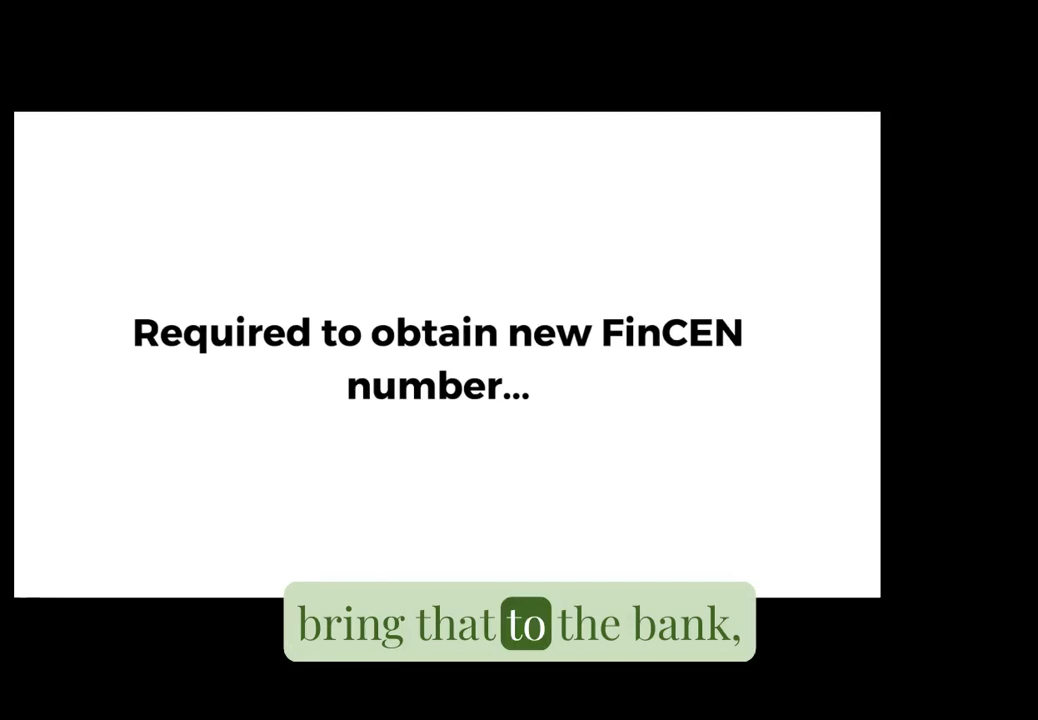 Required to obtain new FinCEN
number...
bring that to the bank,